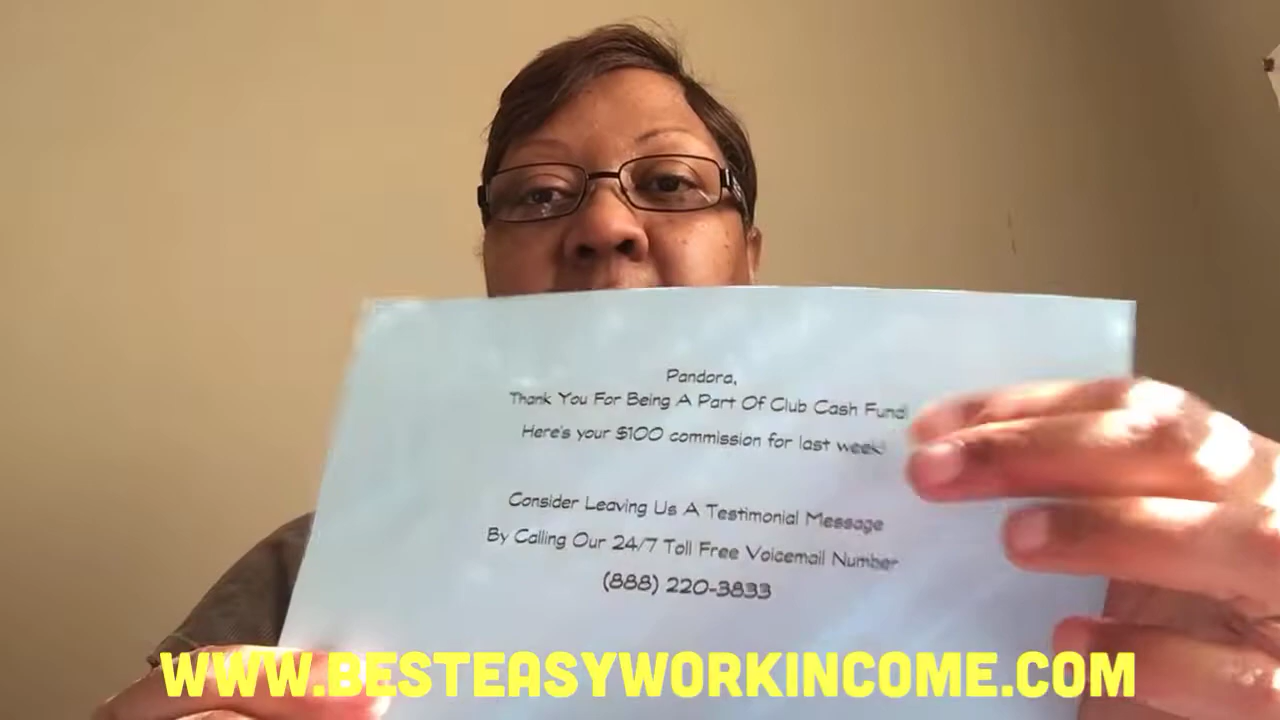 Pandora,
Thank You For Being A Part Of Club Cash Fund!
Here's your $100 commission for last week!
Consider Leaving Us A Testimonial Message
By Calling Our 24/7 Toll Free Voicemail Number
(888) 220-3833
WWW.BESTEASYWORKINCOME.COM